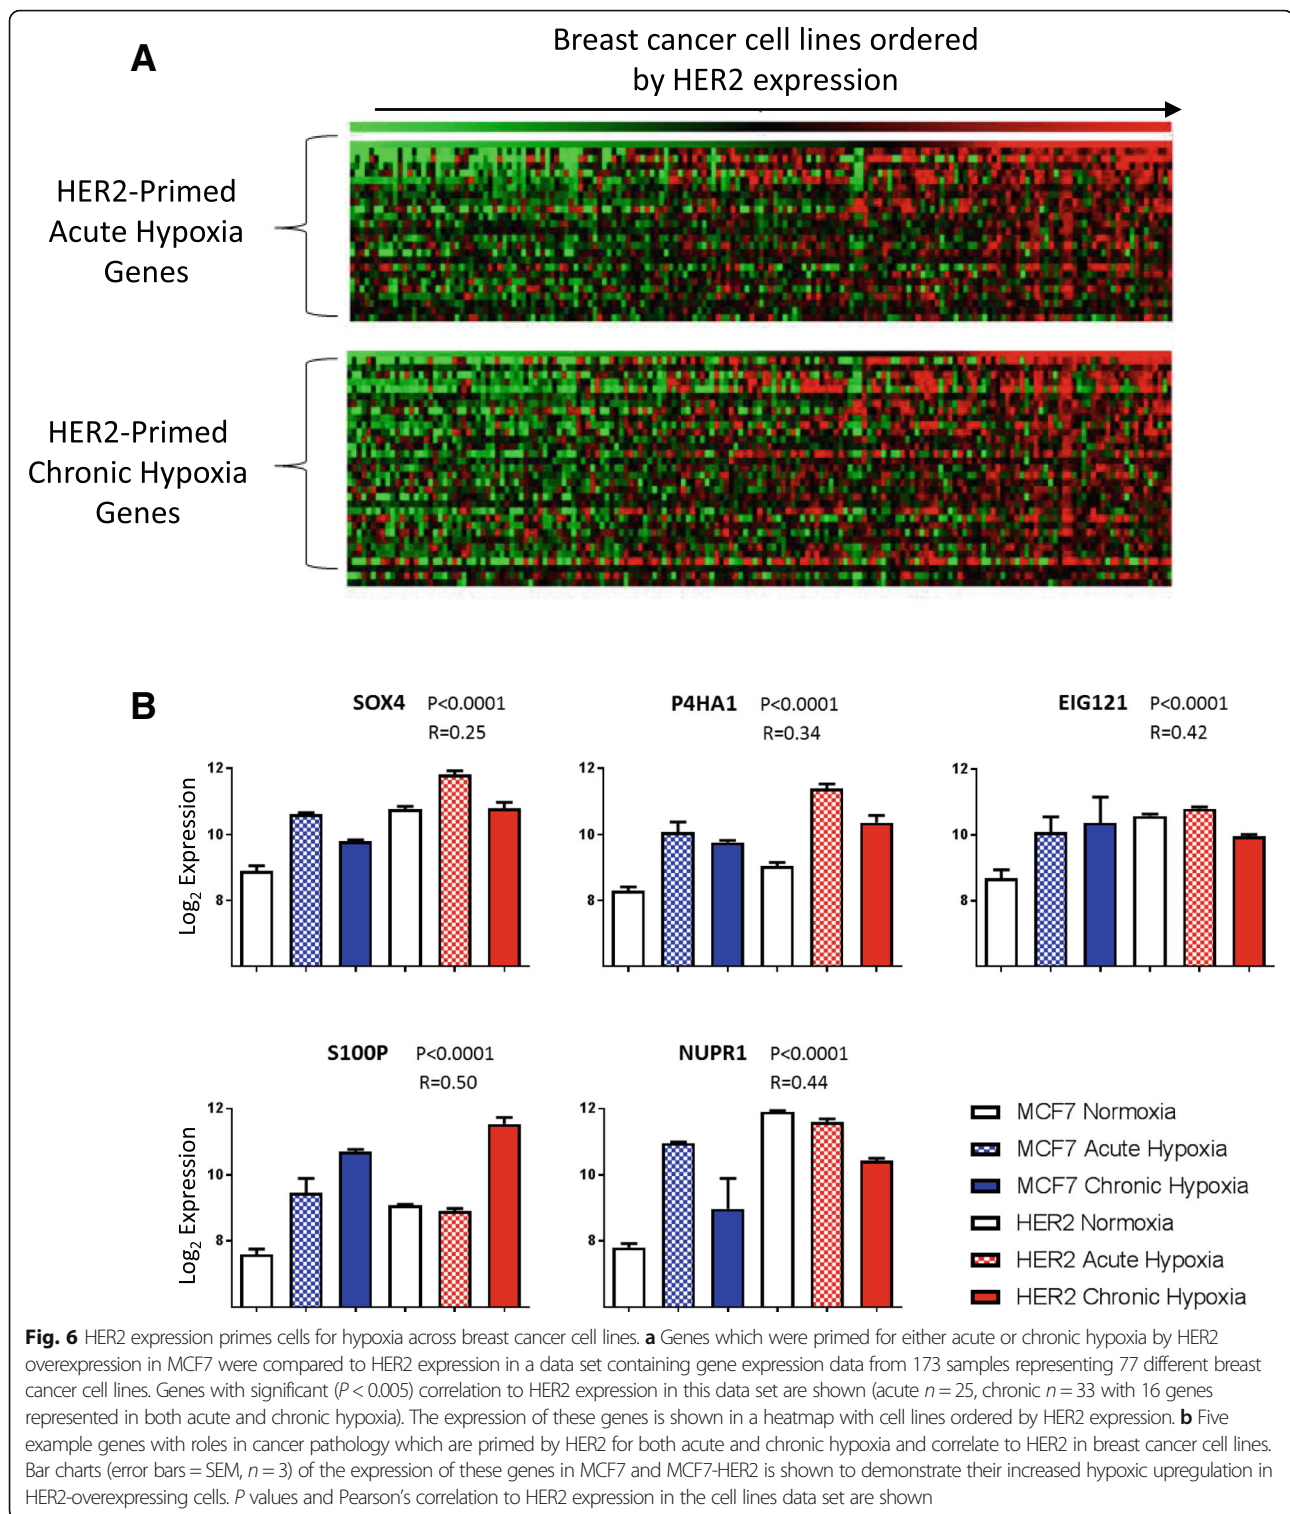 A
Breast cancer cell lines ordered
by HER2 expression
HER2-Primed
Acute Hypoxia
Genes
HER2-Primed
Chronic Hypoxia
Genes
B
SOX4 P<0.0001
R=0.25
P4HA1 P<0.0001
R=0.34
EIG121 P<0.0001
R=0.42
Log2 Expression
12
10
8
12
10
8
12
10
8
S100P P<0.0001
R=0.50
NUPR1 P<0.0001
R=0.44
Log2 Expression
12
10
8
12
10
8
MCF7 Normoxia
MCF7 Acute Hypoxia
MCF7 Chronic Hypoxia
HER2 Normoxia
HER2 Acute Hypoxia
HER2 Chronic Hypoxia
Fig. 6 HER2 expression primes cells for hypoxia across breast cancer cell lines. a Genes which were primed for either acute or chronic hypoxia by HER2
overexpression in MCF7 were compared to HER2 expression in a data set containing gene expression data from 173 samples representing 77 different breast
cancer cell lines. Genes with significant (P < 0.005) correlation to HER2 expression in this data set are shown (acute n = 25, chronic n = 33 with 16 genes
represented in both acute and chronic hypoxia). The expression of these genes is shown in a heatmap with cell lines ordered by HER2 expression. b Five
example genes with roles in cancer pathology which are primed by HER2 for both acute and chronic hypoxia and correlate to HER2 in breast cancer cell lines.
Bar charts (error bars = SEM, n = 3) of the expression of these genes in MCF7 and MCF7-HER2 is shown to demonstrate their increased hypoxic upregulation in
HER2-overexpressing cells. P values and Pearson's correlation to HER2 expression in the cell lines data set are shown